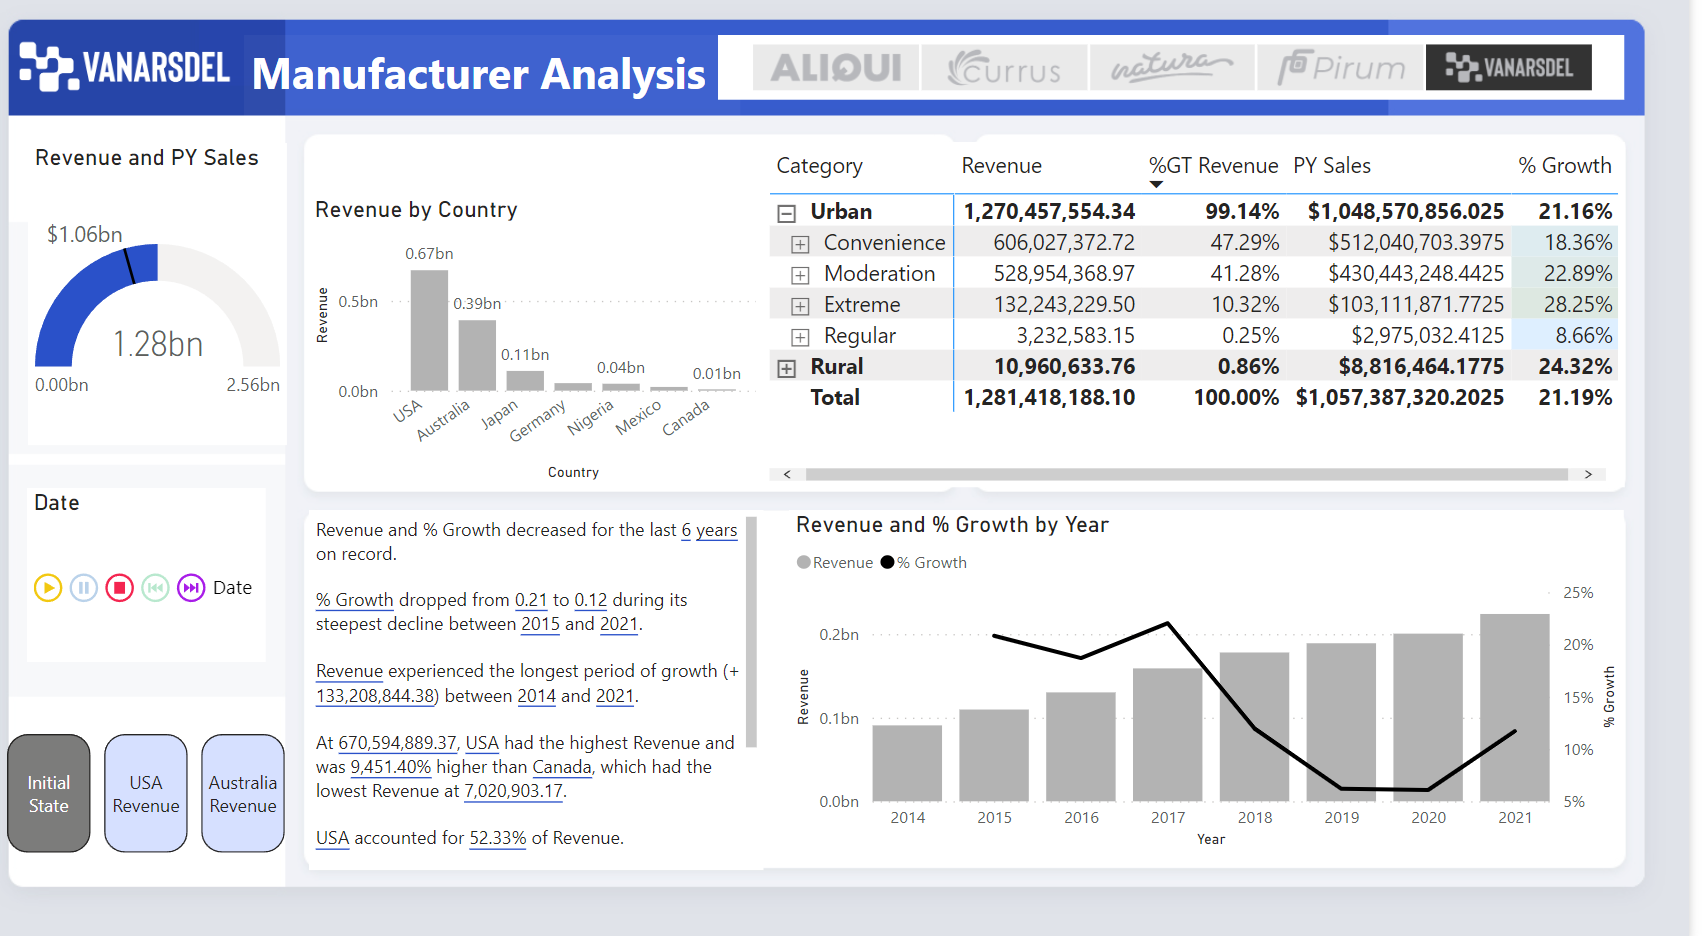 VANARSDEL
Manufacturer Analysis
ALIQUI
Currus
natura
Pirum
VANARSDEL
Revenue and PY Sales
$1.06bn
1.28bn
0.00bn
2.56bn
Date
Date
Initial
State
USA
Revenue
Australia
Revenue
Revenue by Country
0.67bn
0.39bn
0.11bn
0.04bn
0.01bn
0.5bn
0.0bn
Revenue
USA
Australia
Japan
Germany
Nigeria
Mexico
Canada
Country
Category Revenue %GT Revenue PY Sales % Growth
Urban 1,270,457,554.34 99.14% $1,048,570,856.025 21.16%
Convenience 606,027,372.72 47.29% $512,040,703.3975 18.36%
Moderation 528,954,368.97 41.28% $430,443,248.4425 22.89%
Extreme 132,243,229.50 10.32% $103,111,871.7725 28.25%
Regular 3,232,583.15 0.25% $2,975,032.4125 8.66%
Rural 10,960,633.76 0.86% $8,816,464.1775 24.32%
Total 1,281,418,188.10 100.00% $1,057,387,320.2025 21.19%
Revenue and % Growth decreased for the last 6 years
on record.
% Growth dropped from 0.21 to 0.12 during its
steepest decline between 2015 and 2021.
Revenue experienced the longest period of growth (+
133,208,844.38) between 2014 and 2021.
At 670,594,889.37, USA had the highest Revenue and
was 9,451.40% higher than Canada, which had the
lowest Revenue at 7,020,903.17.
USA accounted for 52.33% of Revenue.
Revenue and % Growth by Year
Revenue % Growth
0.2bn
0.1bn
0.0bn
Revenue
25%
20%
15%
10%
5%
% Growth
2014 2015 2016 2017 2018 2019 2020 2021
Year